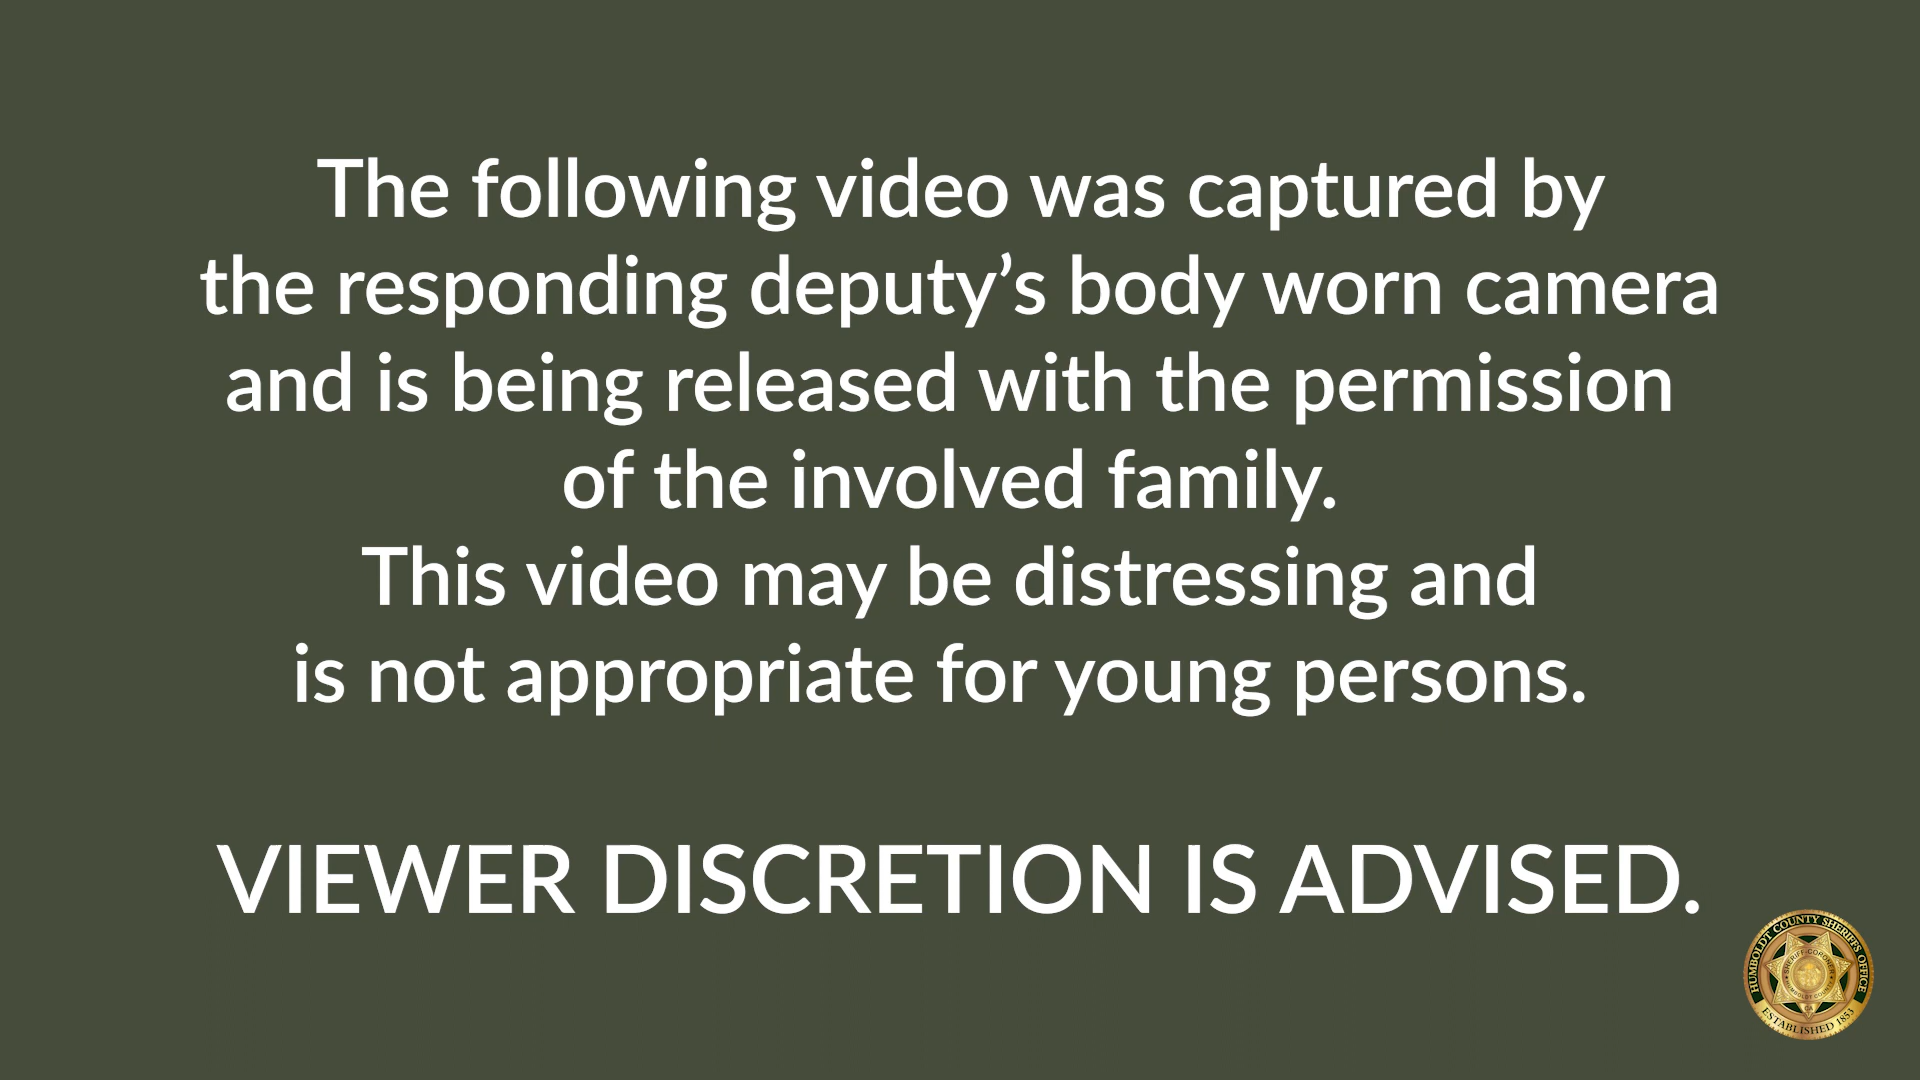 The following video was captured by
the responding deputy’s body worn camera
and is being released with the permission
of the involved family.
This video may be distressing and
is not appropriate for young persons.
VIEWER DISCRETION IS ADVISED.
HUMBOLDT COUNTY SHERIFF'S OFFICE
SHERIFF-CORONER
ESTABLISHED 1853